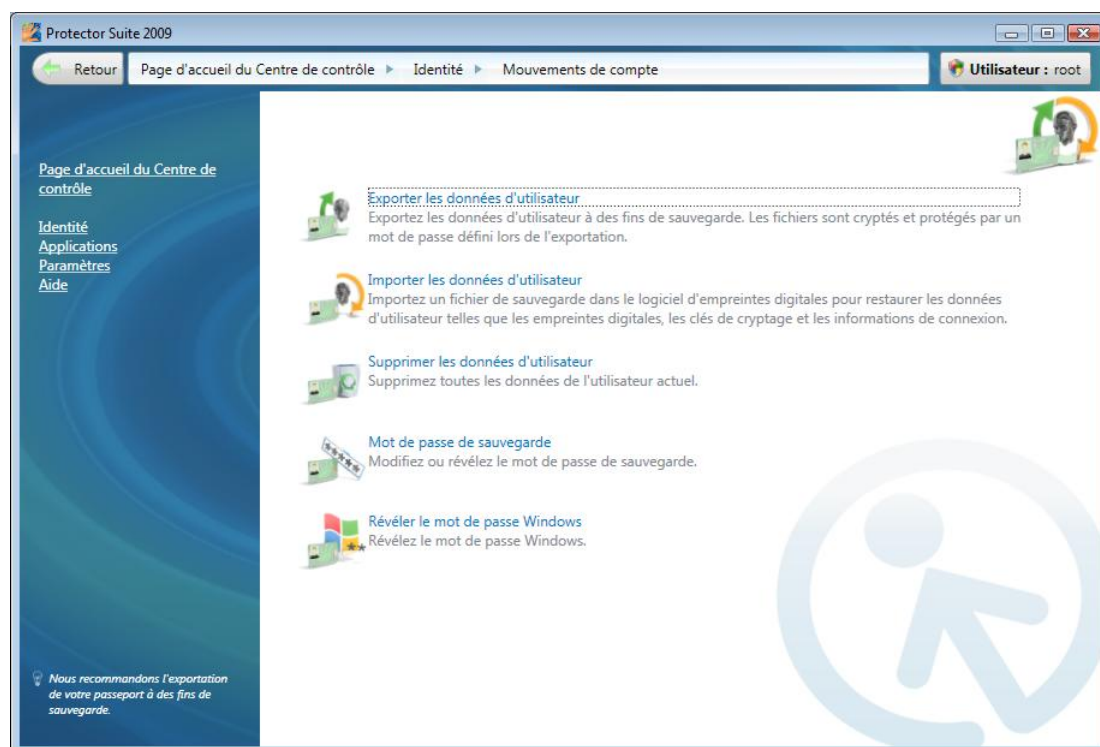 Protector Suite 2009
Retour
Page d'accueil du Centre de contrôle
Identité
Mouvements de compte
Utilisateur : root
Page d'accueil du Centre de
contrôle
Identité
Applications
Paramètres
Aide
Exporter les données d'utilisateur
Exportez les données d'utilisateur à des fins de sauvegarde. Les fichiers sont cryptés et protégés par un
mot de passe défini lors de l'exportation.
Importer les données d'utilisateur
Importez un fichier de sauvegarde dans le logiciel d'empreintes digitales pour restaurer les données
d'utilisateur telles que les empreintes digitales, les clés de cryptage et les informations de connexion.
Supprimer les données d'utilisateur
Supprimez toutes les données de l'utilisateur actuel.
Mot de passe de sauvegarde
Modifiez ou révélez le mot de passe de sauvegarde.
Révéler le mot de passe Windows
Révélez le mot de passe Windows.
Nous recommandons l'exportation
de votre passeport à des fins de
sauvegarde.